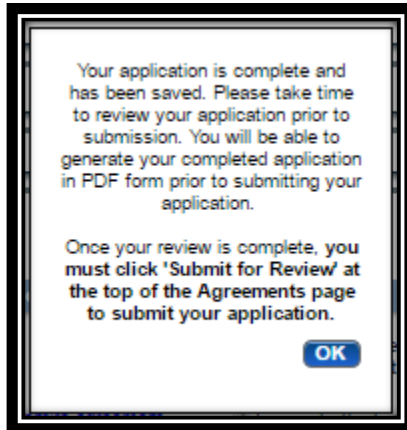 Your application is complete and
has been saved. Please take time
to review your application prior to
submission. You will be able to
generate your completed application
in PDF form prior to submitting your
application.
Once your review is complete, you
must click 'Submit for Review' at
the top of the Agreements page
to submit your application.
OK